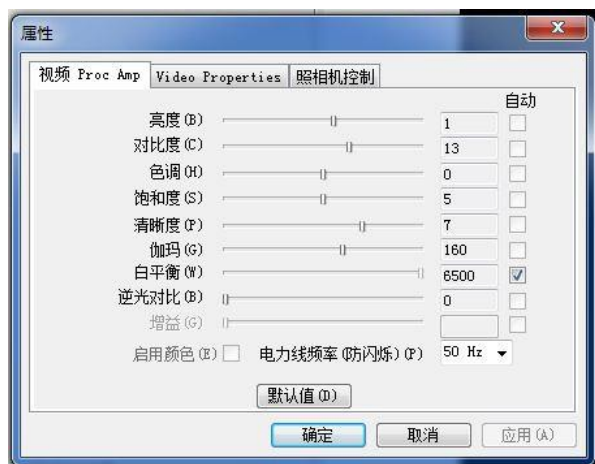 属性
视频 Proc Amp Video Properties 照相机控制
自动
亮度(B) 1
对比度(C) 13
色调(H) 0
饱和度(S) 5
清晰度(P) 7
伽玛(G) 160
白平衡(W) 6500
逆光对比(B) 0
增益(G)
启用颜色(E) 电力线频率(防闪烁)(P) 50 Hz
默认值(D)
确定 取消 应用(A)